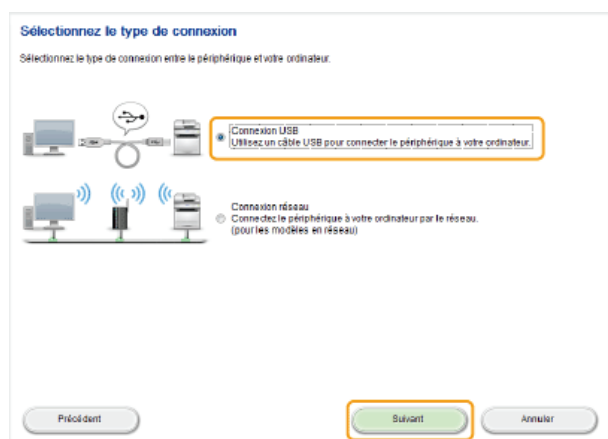 Sélectionnez le type de connexion
Sélectionnez le type de connexion entre le périphérique et votre ordinateur.
Connexion USB
Utilisez un câble USB pour connecter le périphérique à votre ordinateur.
Connexion réseau
Connectez le périphérique à votre ordinateur par le réseau.
(pour les modèles en réseau)
Précédent
Suivant
Annuler